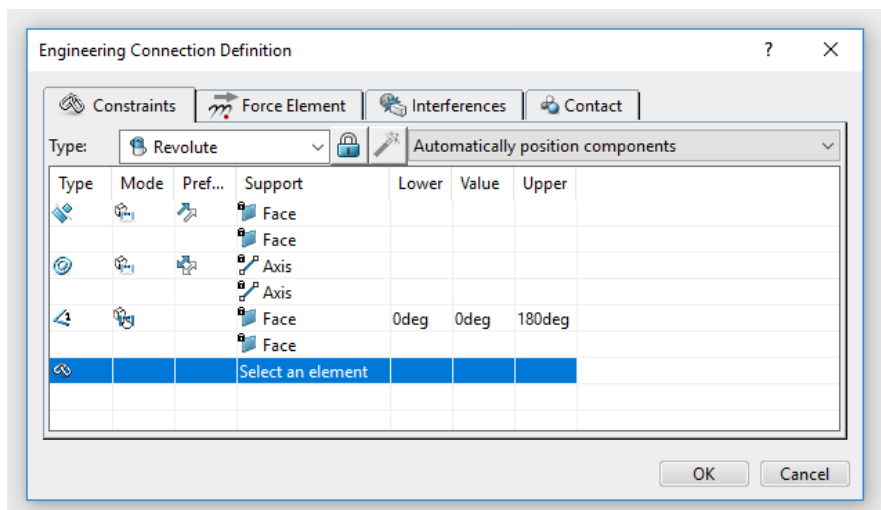 Engineering Connection Definition ?
Constraints Force Element Interferences Contact
Type: Revolute Automatically position components
Type Mode Pref... Support Lower Value Upper
Face
Face
Axis
Axis
Face 0deg 0deg 180deg
Face
Select an element
OK Cancel